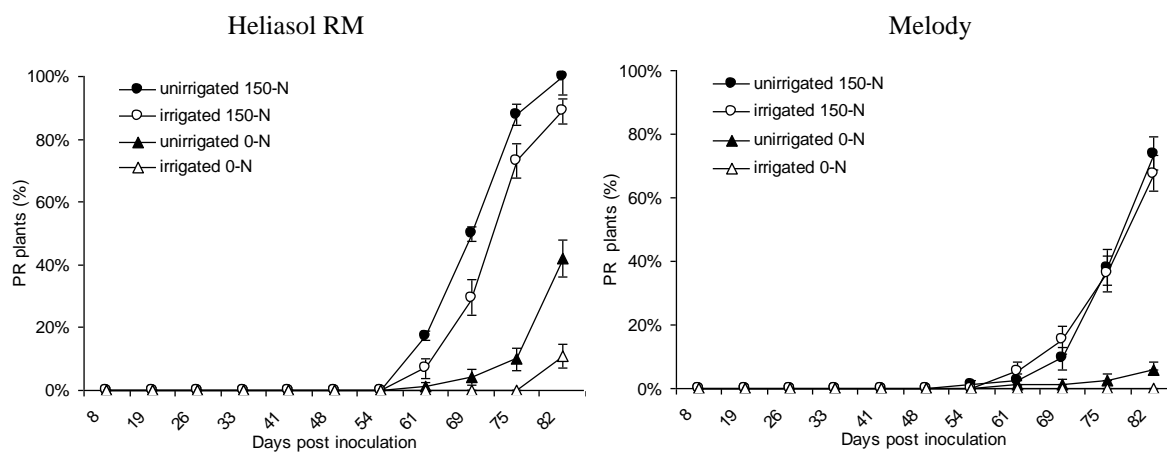 Heliasol RM
100%
80%
60%
40%
20%
0%
PR plants (%)
unirrigated 150-N
irrigated 150-N
unirrigated 0-N
irrigated 0-N
8 19 26 33 41 48 54 61 69 75 82
Days post inoculation
Melody
100%
80%
60%
40%
20%
0%
PR plants (%)
unirrigated 150-N
irrigated 150-N
unirrigated 0-N
irrigated 0-N
8 19 26 33 41 48 54 61 69 75 82
Days post inoculation